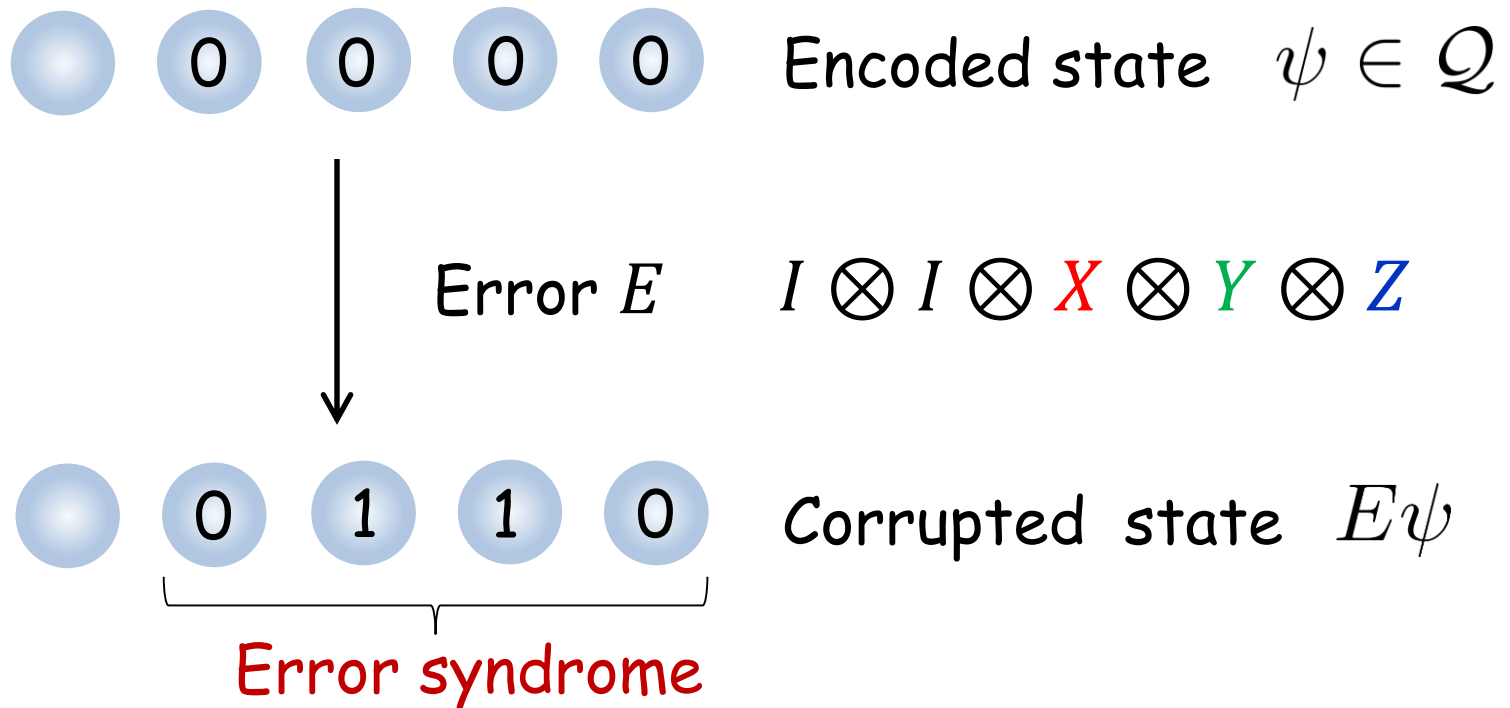 0 0 0 0 Encoded state ψ ∈ 𝒬
Error E I ⊗ I ⊗ X ⊗ Y ⊗ Z
0 1 1 0 Corrupted state Eψ
Error syndrome